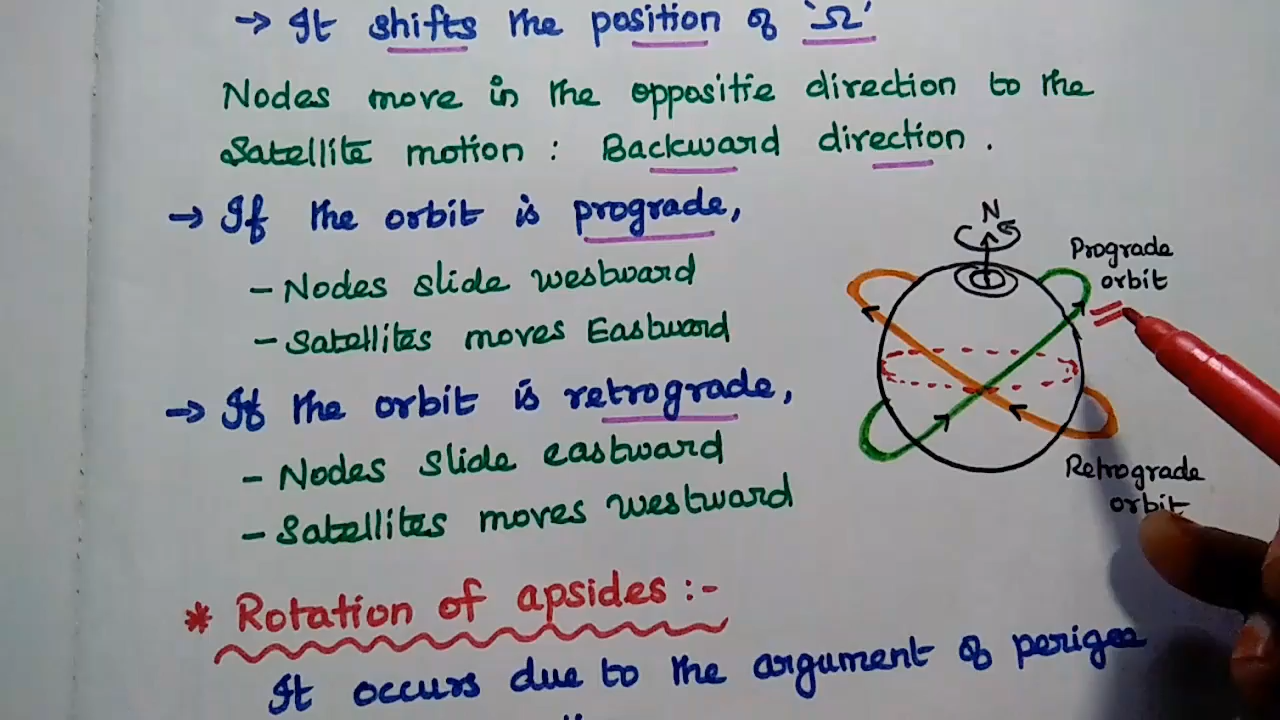 → It shifts the position of 'Ω'
Nodes move in the oppositie direction to the
Satellite motion : Backward direction .
→ If the orbit is prograde,
- Nodes slide westward
- Satellites moves Eastward
→ If the orbit is retrograde,
- Nodes slide eastward
- Satellites moves westward
N
Prograde
orbit
Retrograde
orbit
* Rotation of apsides :-
It occurs due to the argument of perigee